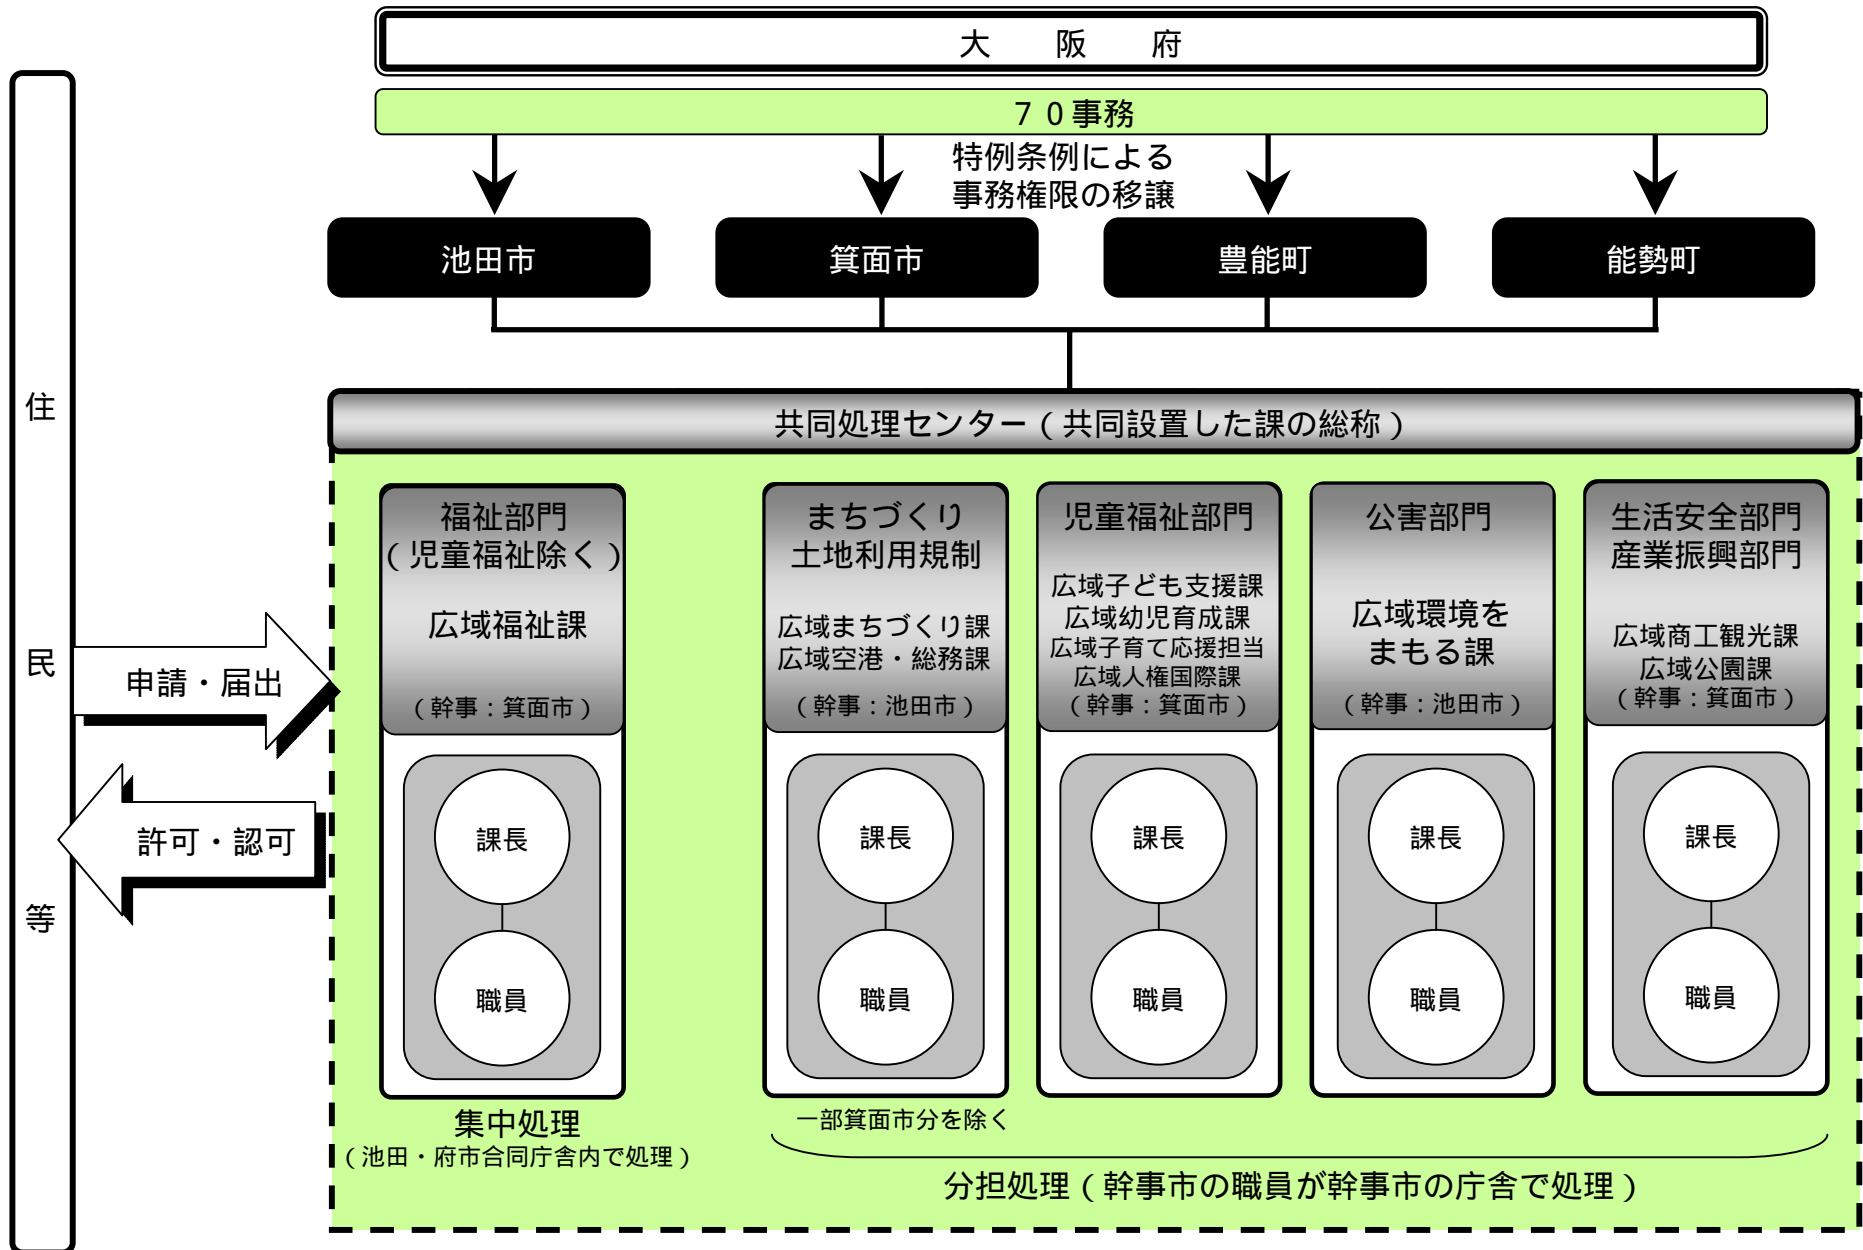 大　阪　府
７０事務
特例条例による
事務権限の移譲
池田市
箕面市
豊能町
能勢町
住民等
共同処理センター（共同設置した課の総称）
福祉部門
（児童福祉除く）
広域福祉課
（幹事：箕面市）
課長
職員
まちづくり
土地利用規制
広域まちづくり課
広域空港・総務課
（幹事：池田市）
課長
職員
児童福祉部門
広域子ども支援課
広域幼児育成課
広域子育て応援担当
広域人権国際課
（幹事：箕面市）
課長
職員
公害部門
広域環境を
まもる課
（幹事：池田市）
課長
職員
生活安全部門
産業振興部門
広域商工観光課
広域公園課
（幹事：箕面市）
課長
職員
申請・届出
許可・認可
集中処理
（池田・府市合同庁舎内で処理）
一部箕面市分を除く
分担処理（幹事市の職員が幹事市の庁舎で処理）